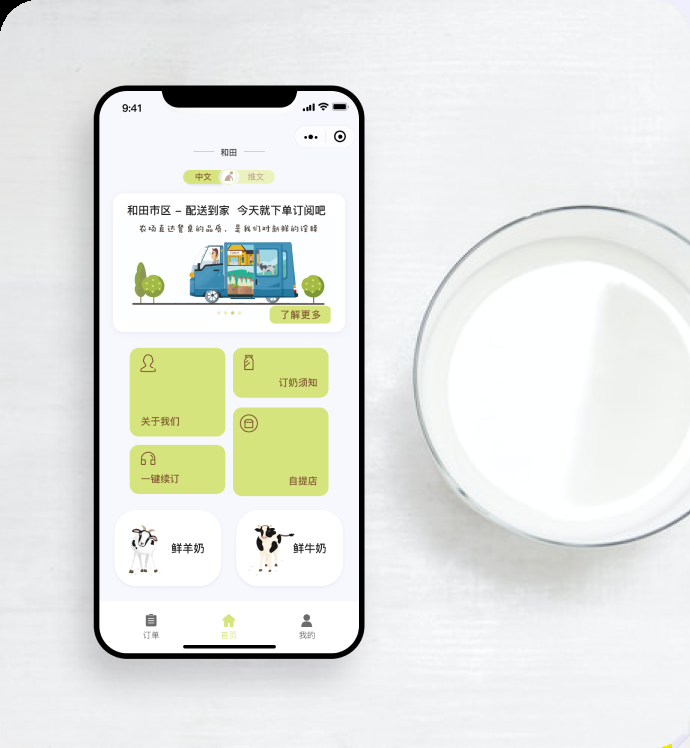 9:41
和田
中文 维文
和田市区 – 配送到家 今天就下单订阅吧
农场直达餐桌的品质，是我们对新鲜的诠释
了解更多
关于我们
订奶须知
一键续订
自提店
鲜羊奶
鲜牛奶
订单 首页 我的